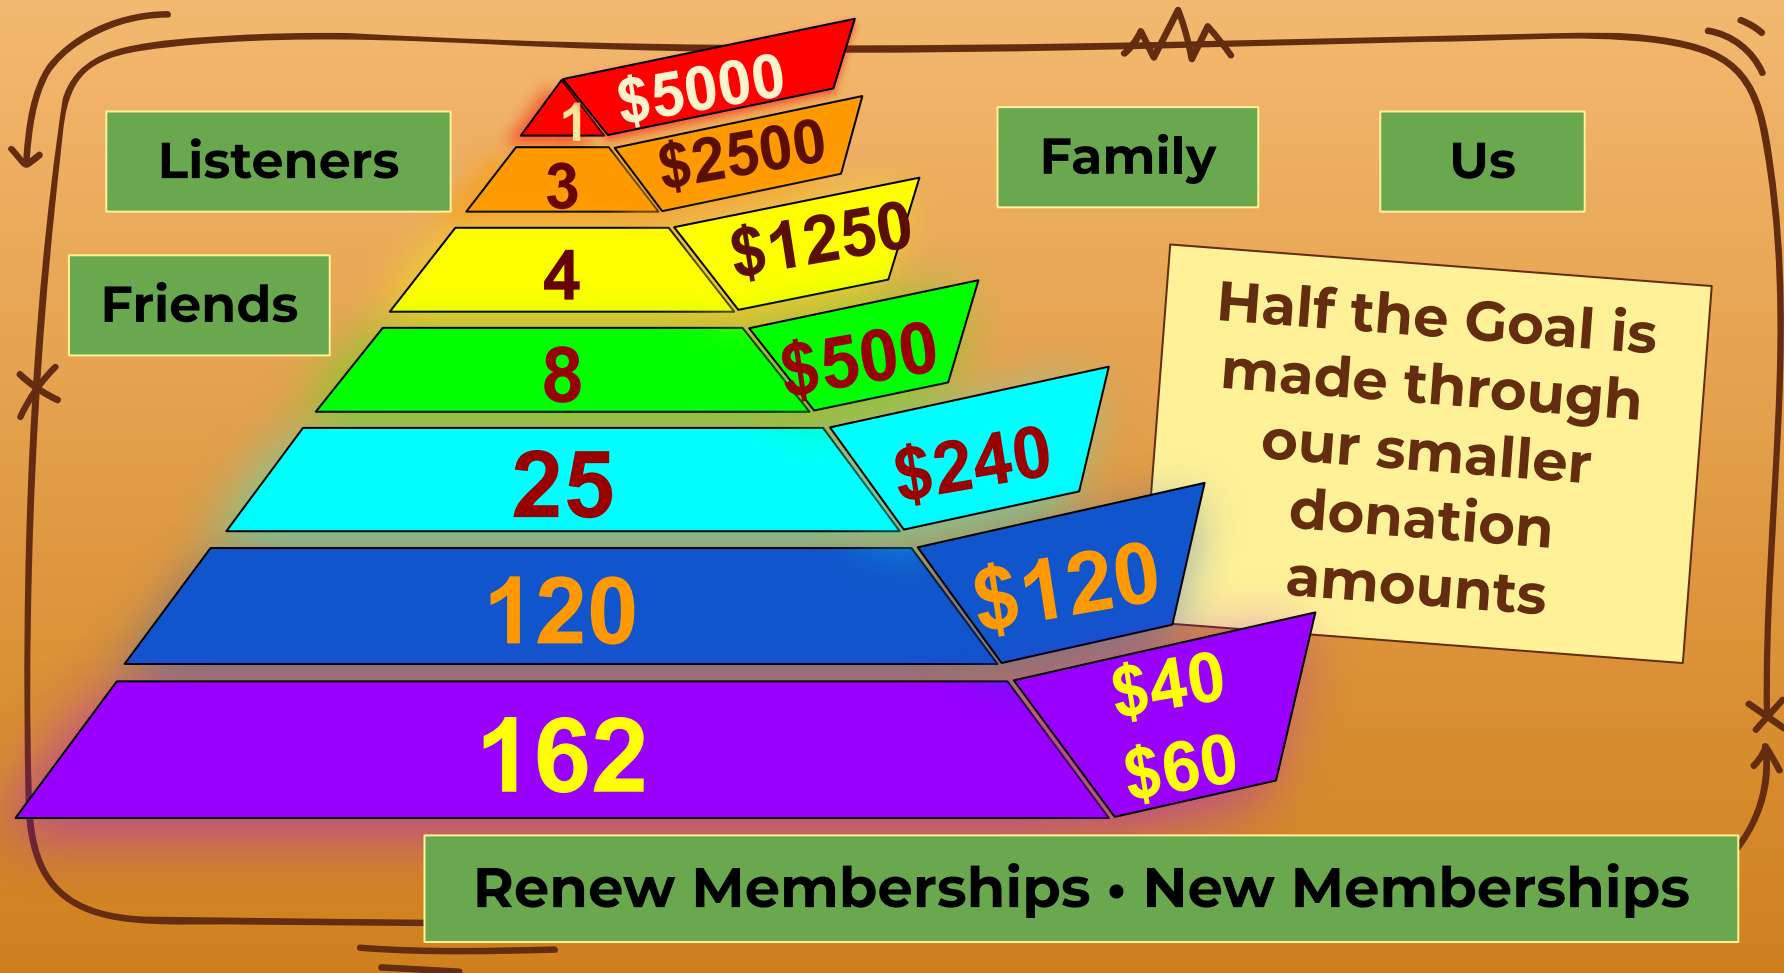 1 $5000
3 $2500
Listeners
Family
Us
4 $1250
Friends
8 $500
25 $240
120 $120
162 $40
$60
Half the Goal is
made through
our smaller
donation
amounts
Renew Memberships • New Memberships